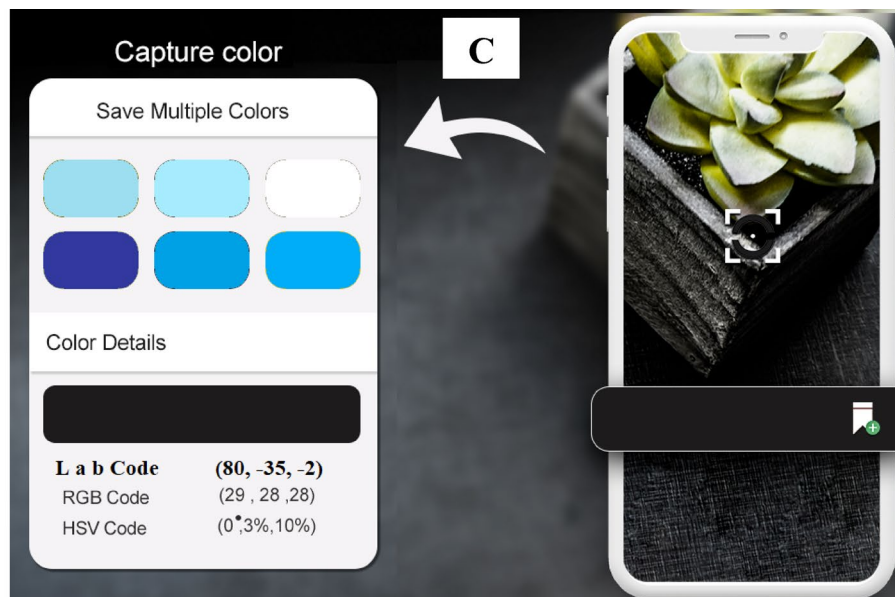 Capture color
C
Save Multiple Colors
Color Details
L a b Code (80, -35, -2)
RGB Code (29 , 28 ,28)
HSV Code (0°,3%,10%)